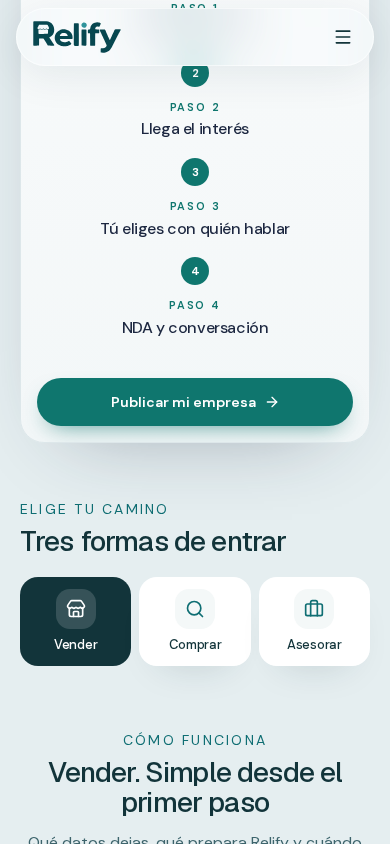 PASO 1
Relify
2
PASO 2
Llega el interés
3
PASO 3
Tú eliges con quién hablar
4
PASO 4
NDA y conversación
Publicar mi empresa
ELIGE TU CAMINO
Tres formas de entrar
Vender
Comprar
Asesorar
CÓMO FUNCIONA
Vender. Simple desde el
primer paso
Qué datos dejas, qué prepara Relify y cuándo